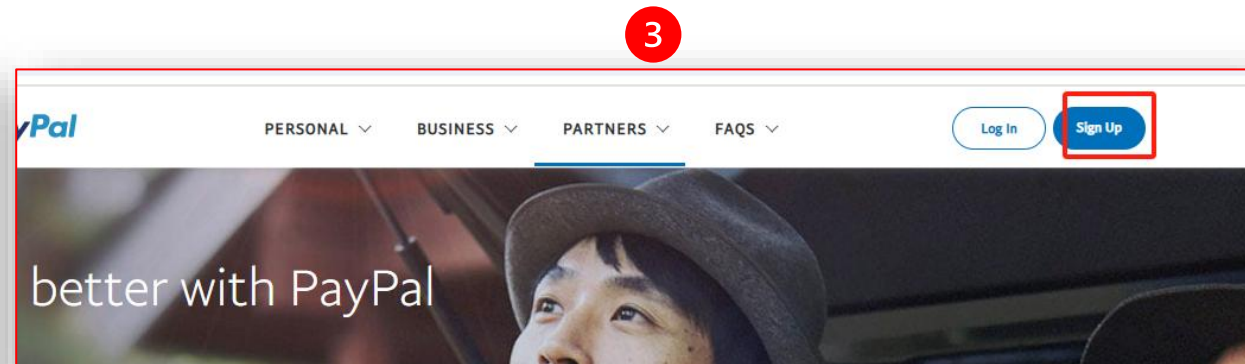 3
yPal
PERSONAL BUSINESS PARTNERS FAQS Log In Sign Up
better with PayPal